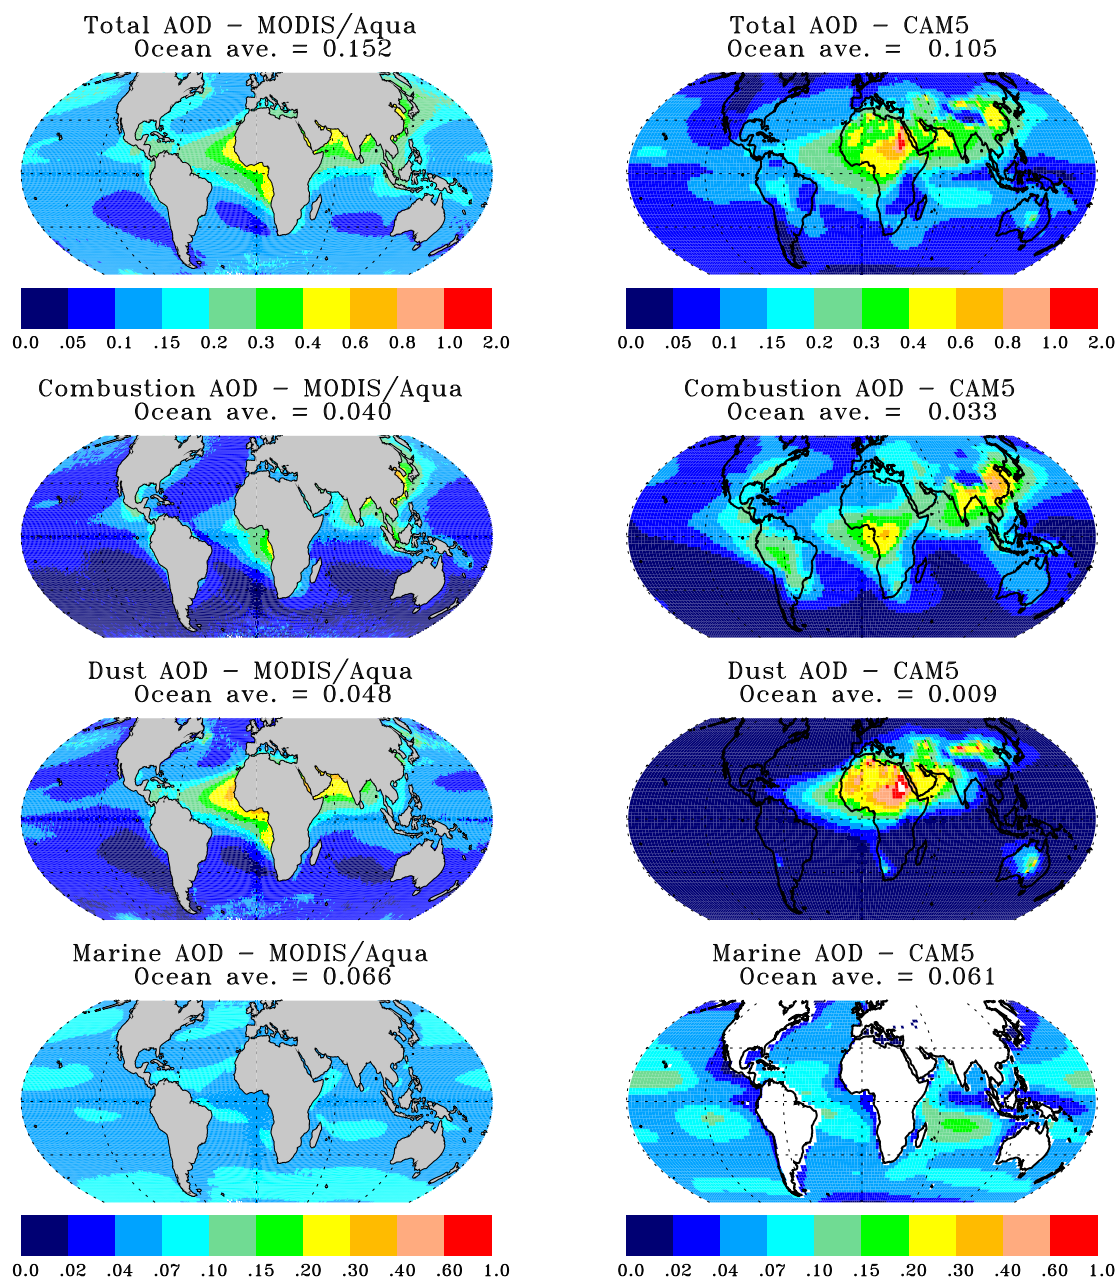 Total AOD – MODIS/Aqua
Ocean ave. = 0.152
Total AOD – CAM5
Ocean ave. = 0.105
0.0 .05 0.1 .15 0.2 0.3 0.4 0.6 0.8 1.0 2.0
0.0 .05 0.1 .15 0.2 0.3 0.4 0.6 0.8 1.0 2.0
Combustion AOD – MODIS/Aqua
Ocean ave. = 0.040
Combustion AOD – CAM5
Ocean ave. = 0.033
Dust AOD – MODIS/Aqua
Ocean ave. = 0.048
Dust AOD – CAM5
Ocean ave. = 0.009
Marine AOD – MODIS/Aqua
Ocean ave. = 0.066
Marine AOD – CAM5
Ocean ave. = 0.061
0.0 .02 .04 .07 .10 .15 .20 .30 .40 .60 1.0
0.0 .02 .04 .07 .10 .15 .20 .30 .40 .60 1.0